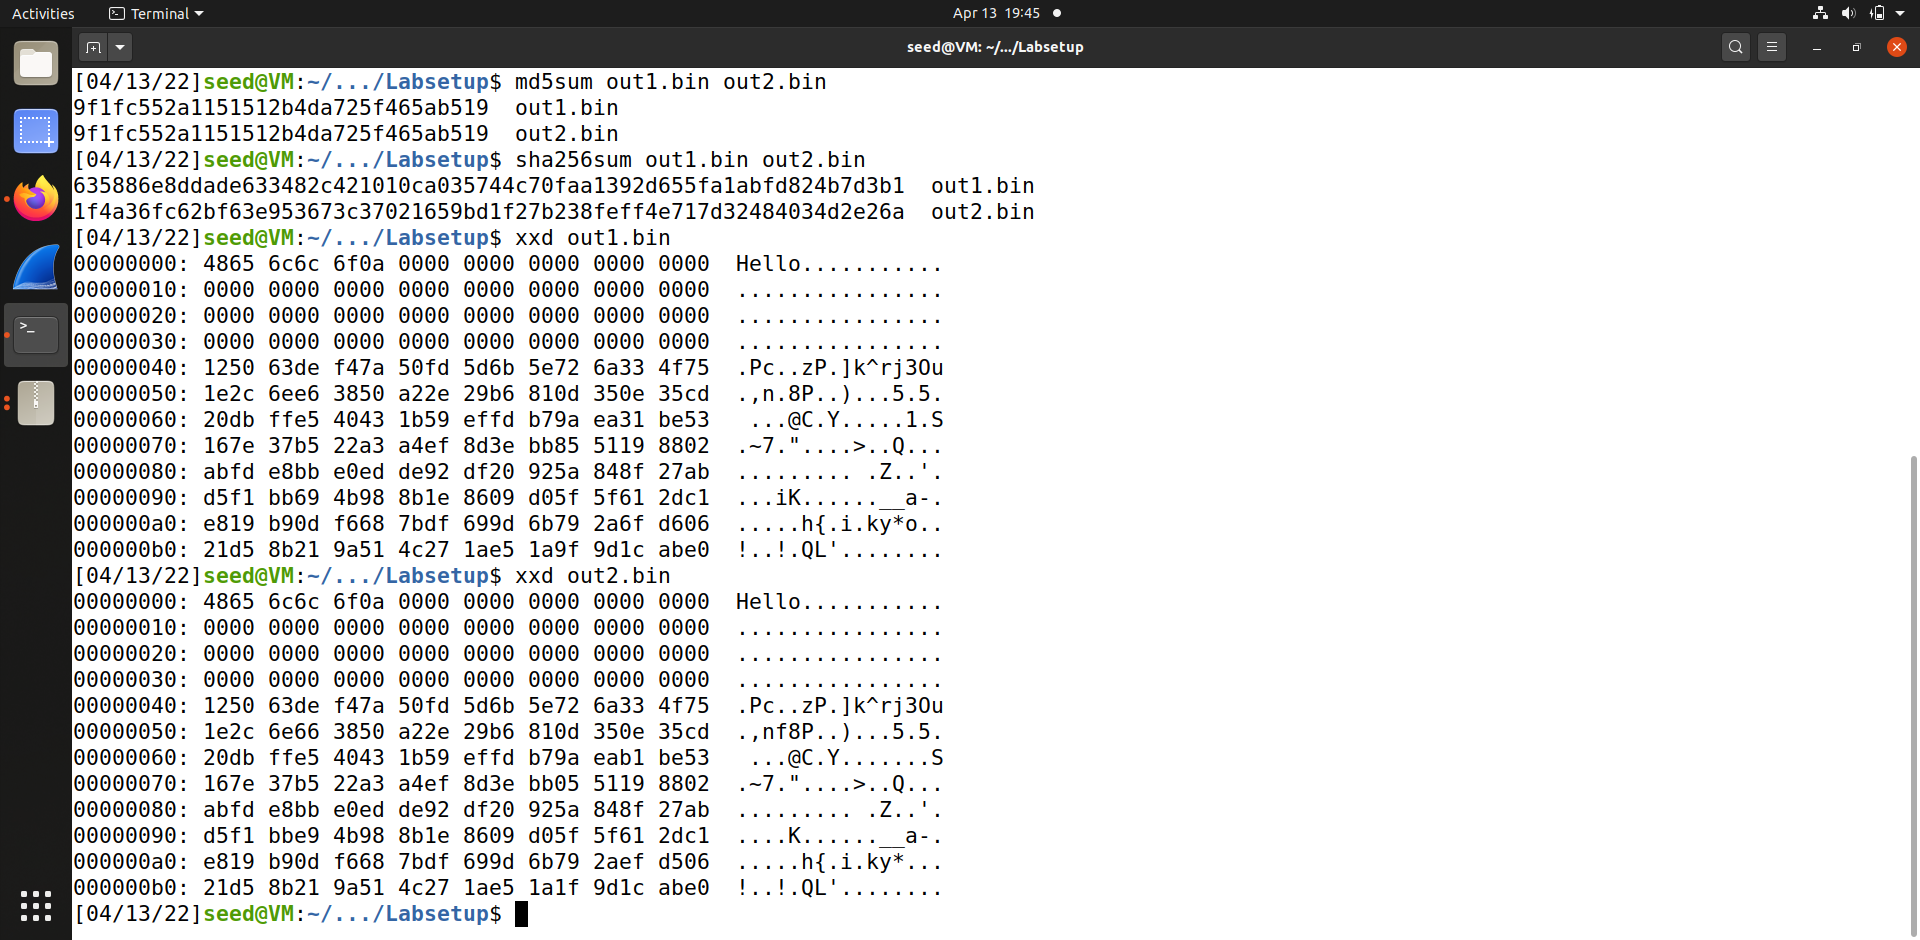 Activities
Terminal
Apr 13 19:45
seed@VM: ~/.../Labsetup
[04/13/22]seed@VM:~/.../Labsetup$ md5sum out1.bin out2.bin
9f1fc552a1151512b4da725f465ab519  out1.bin
9f1fc552a1151512b4da725f465ab519  out2.bin
[04/13/22]seed@VM:~/.../Labsetup$ sha256sum out1.bin out2.bin
635886e8ddade633482c421010ca035744c70faa1392d655fa1abfd824b7d3b1  out1.bin
1f4a36fc62bf63e953673c37021659bd1f27b238feff4e717d32484034d2e26a  out2.bin
[04/13/22]seed@VM:~/.../Labsetup$ xxd out1.bin
00000000: 4865 6c6c 6f0a 0000 0000 0000 0000 0000  Hello...........
00000010: 0000 0000 0000 0000 0000 0000 0000 0000  ................
00000020: 0000 0000 0000 0000 0000 0000 0000 0000  ................
00000030: 0000 0000 0000 0000 0000 0000 0000 0000  ................
00000040: 1250 63de f47a 50fd 5d6b 5e72 6a33 4f75  .Pc..zP.]k^rj3Ou
00000050: 1e2c 6ee6 3850 a22e 29b6 810d 350e 35cd  .,n.8P..)...5.5.
00000060: 20db ffe5 4043 1b59 effd b79a ea31 be53   ...@C.Y.....1.S
00000070: 167e 37b5 22a3 a4ef 8d3e bb85 5119 8802  .~7."....>..Q...
00000080: abfd e8bb e0ed de92 df20 925a 848f 27ab  ......... .Z..'.
00000090: d5f1 bb69 4b98 8b1e 8609 d05f 5f61 2dc1  ...iK......__a-.
000000a0: e819 b90d f668 7bdf 699d 6b79 2a6f d606  .....h{.i.ky*o..
000000b0: 21d5 8b21 9a51 4c27 1ae5 1a9f 9d1c abe0  !..!.QL'........
[04/13/22]seed@VM:~/.../Labsetup$ xxd out2.bin
00000000: 4865 6c6c 6f0a 0000 0000 0000 0000 0000  Hello...........
00000010: 0000 0000 0000 0000 0000 0000 0000 0000  ................
00000020: 0000 0000 0000 0000 0000 0000 0000 0000  ................
00000030: 0000 0000 0000 0000 0000 0000 0000 0000  ................
00000040: 1250 63de f47a 50fd 5d6b 5e72 6a33 4f75  .Pc..zP.]k^rj3Ou
00000050: 1e2c 6e66 3850 a22e 29b6 810d 350e 35cd  .,nf8P..)...5.5.
00000060: 20db ffe5 4043 1b59 effd b79a eab1 be53   ...@C.Y.......S
00000070: 167e 37b5 22a3 a4ef 8d3e bb05 5119 8802  .~7."....>..Q...
00000080: abfd e8bb e0ed de92 df20 925a 848f 27ab  ......... .Z..'.
00000090: d5f1 bbe9 4b98 8b1e 8609 d05f 5f61 2dc1  ....K......__a-.
000000a0: e819 b90d f668 7bdf 699d 6b79 2aef d506  .....h{.i.ky*...
000000b0: 21d5 8b21 9a51 4c27 1ae5 1a1f 9d1c abe0  !..!.QL'........
[04/13/22]seed@VM:~/.../Labsetup$